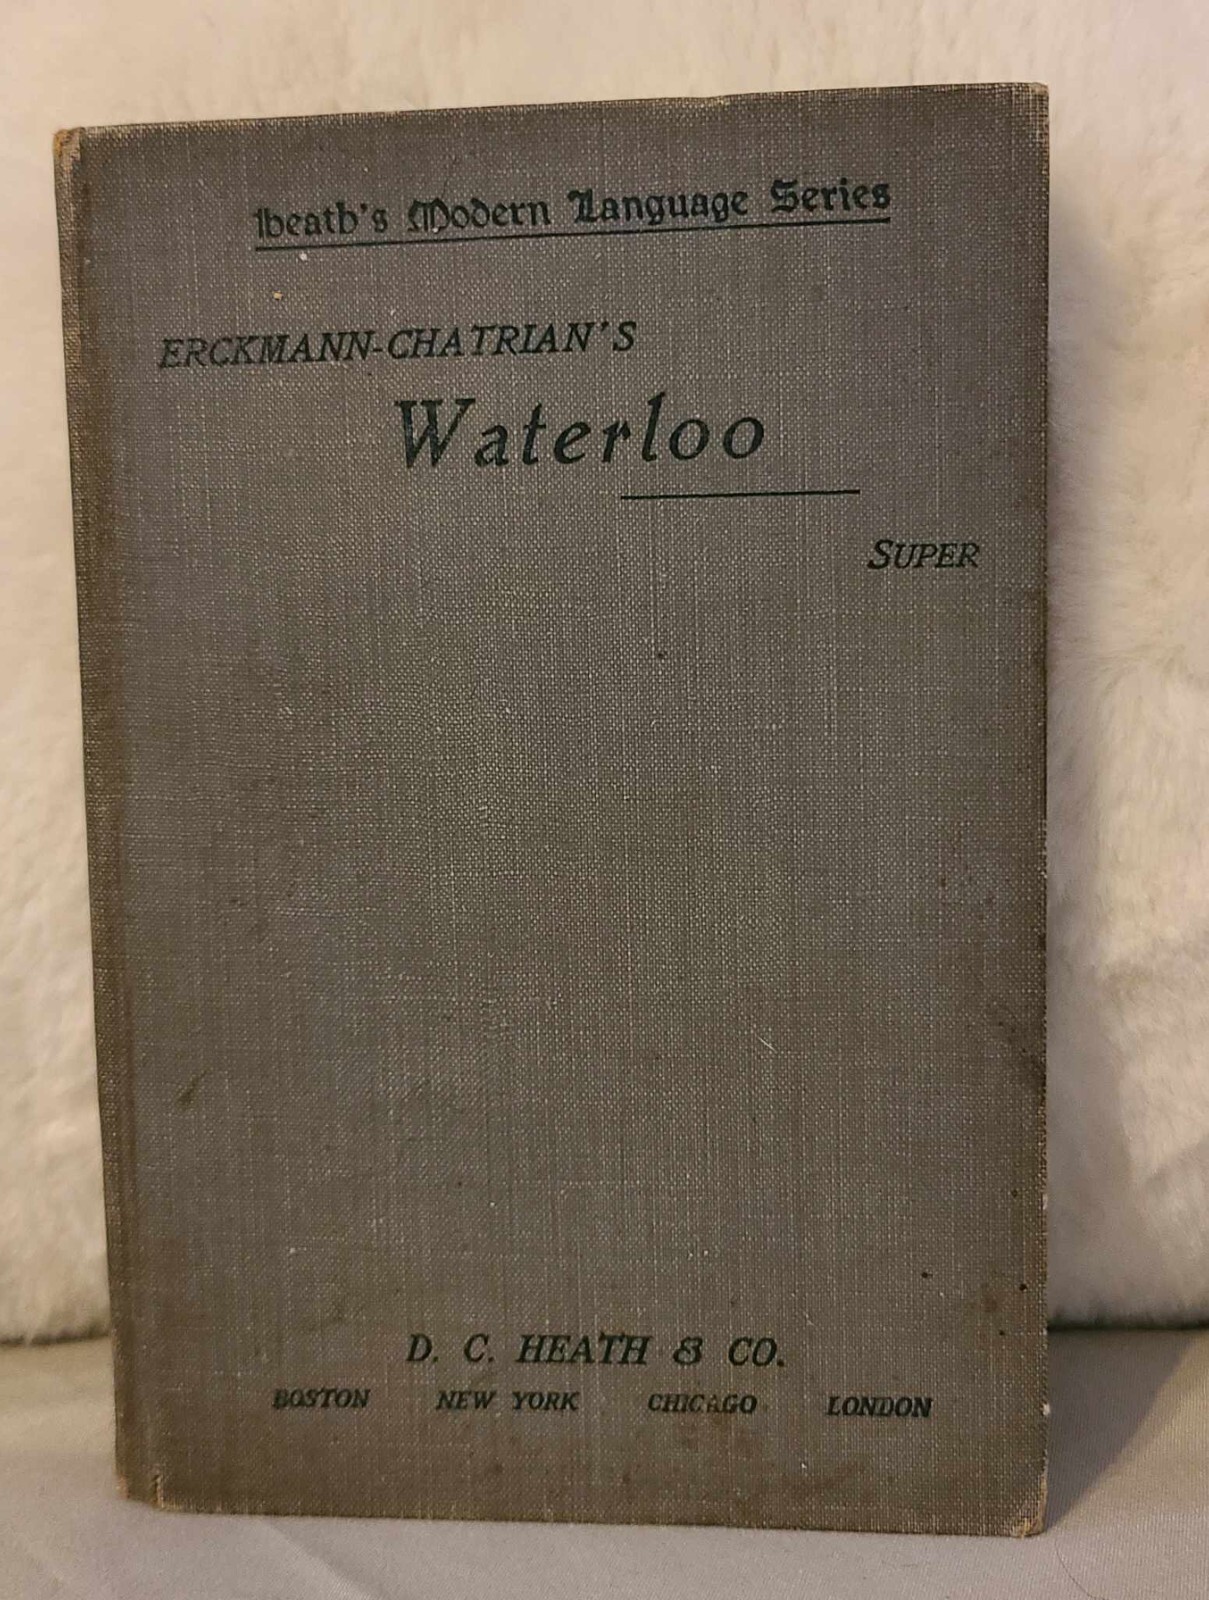 Heath's Modern Language Series
ERCKMANN-CHATRIAN'S
Waterloo
SUPER
D. C. HEATH & CO.
BOSTON NEW YORK CHICAGO LONDON